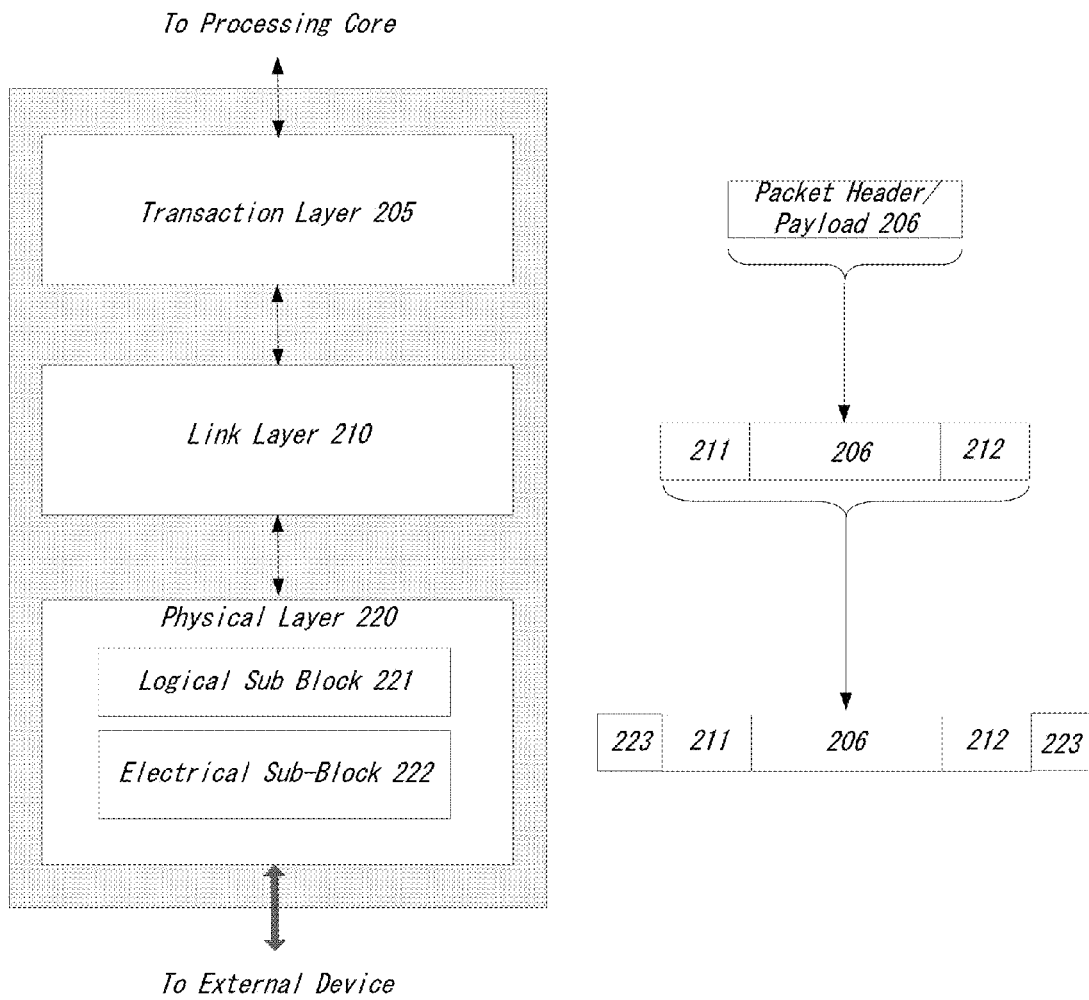 To Processing Core
Transaction Layer 205
Packet Header/
Payload 206
Link Layer 210
211 206 212
Physical Layer 220
Logical Sub Block 221
Electrical Sub-Block 222
223 211 206 212 223
To External Device